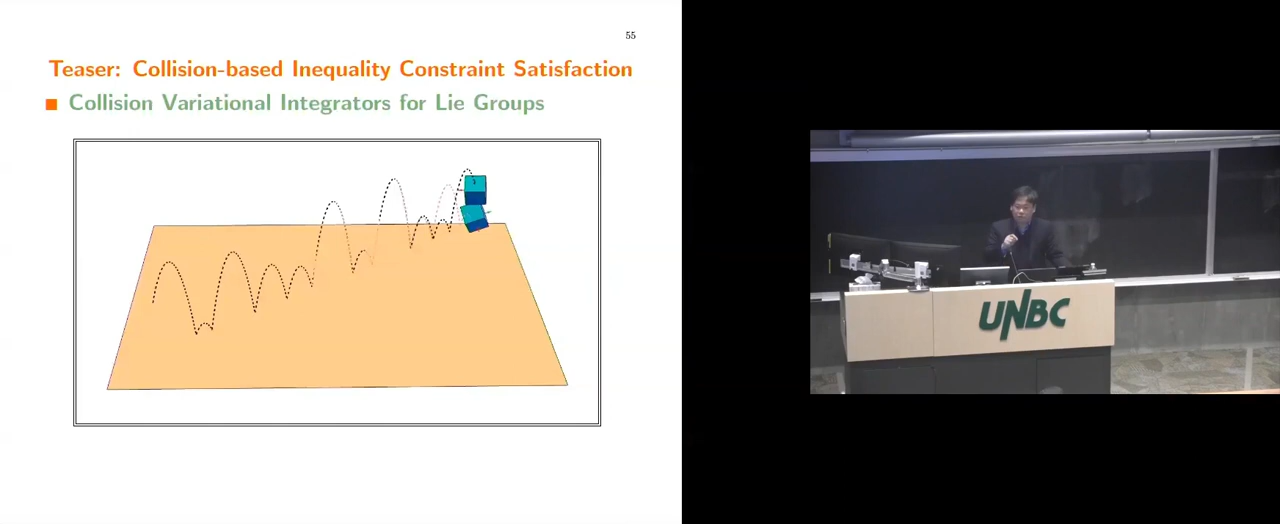 55
Teaser: Collision-based Inequality Constraint Satisfaction
Collision Variational Integrators for Lie Groups
UNBC